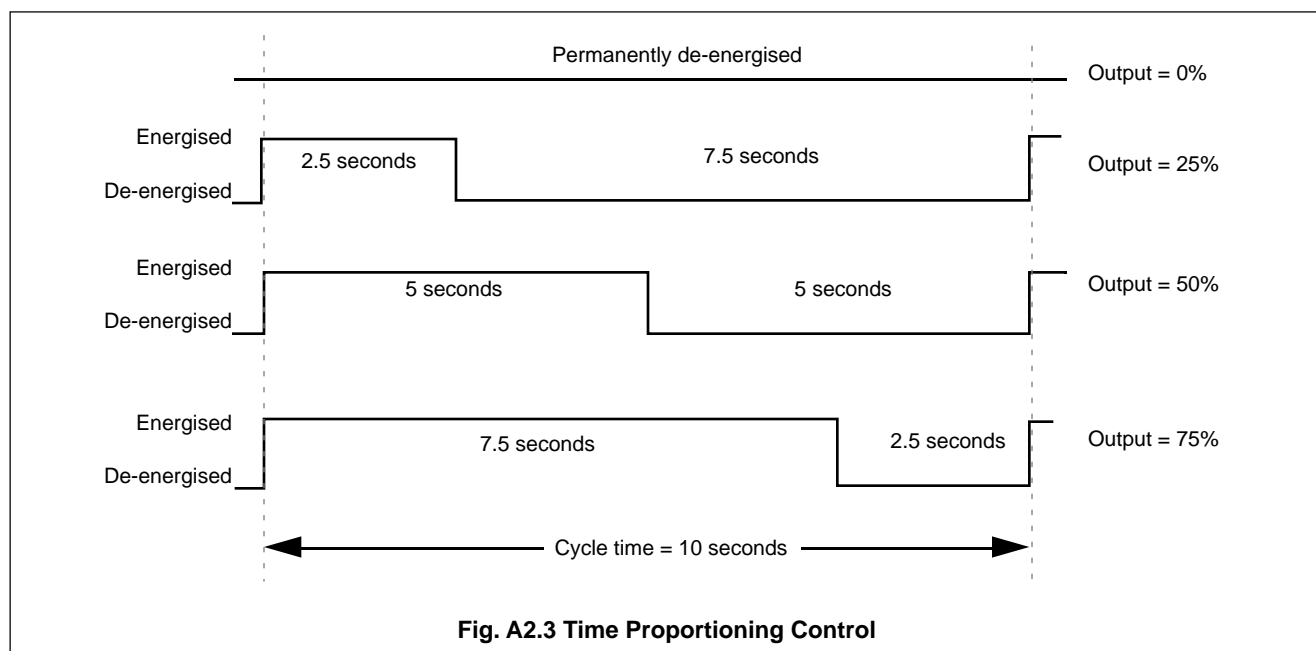 Permanently de-energised
Output = 0%
Energised
2.5 seconds
7.5 seconds
Output = 25%
De-energised
Energised
5 seconds
5 seconds
Output = 50%
De-energised
Energised
7.5 seconds
2.5 seconds
Output = 75%
De-energised
Cycle time = 10 seconds
Fig. A2.3 Time Proportioning Control